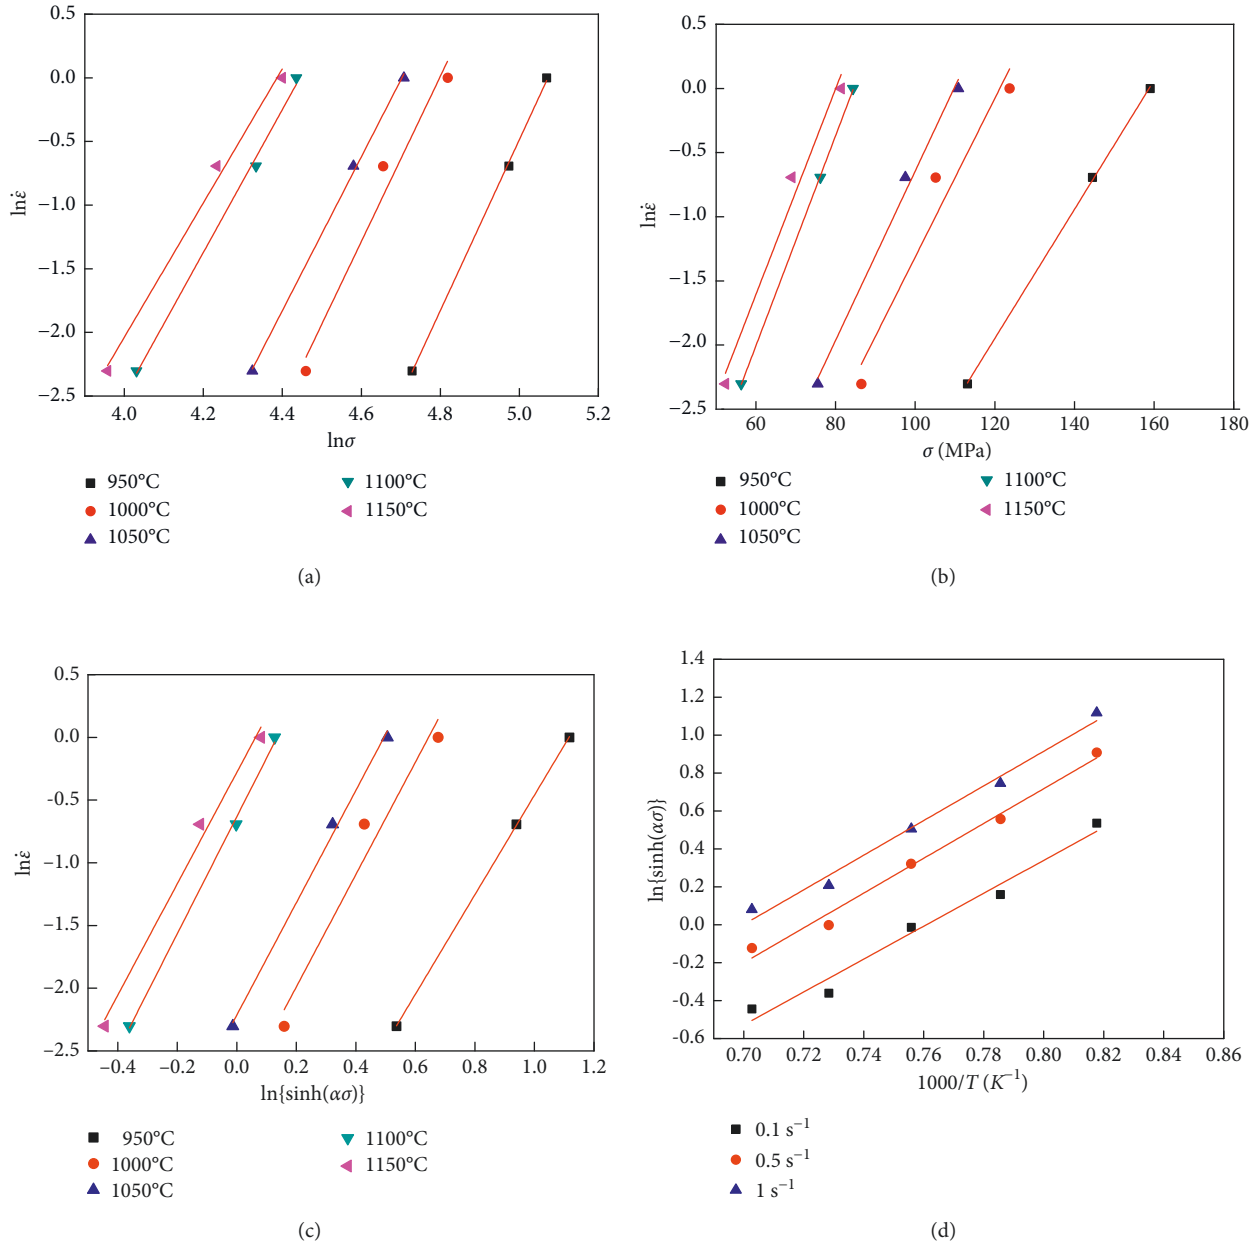 0.5
0.0
−0.5
−1.0
−1.5
−2.0
−2.5
lnε̇
4.0 4.2 4.4 4.6 4.8 5.0 5.2
lnσ
950°C 1100°C
1000°C 1150°C
1050°C
(a)
0.5
0.0
−0.5
−1.0
−1.5
−2.0
−2.5
lnε̇
60 80 100 120 140 160 180
σ (MPa)
950°C 1100°C
1000°C 1150°C
1050°C
(b)
0.5
0.0
−0.5
−1.0
−1.5
−2.0
−2.5
lnε̇
−0.4 −0.2 0.0 0.2 0.4 0.6 0.8 1.0 1.2
ln{sinh(ασ)}
950°C 1100°C
1000°C 1150°C
1050°C
(c)
1.4
1.2
1.0
0.8
0.6
0.4
0.2
0.0
-0.2
-0.4
-0.6
ln{sinh(ασ)}
0.70 0.72 0.74 0.76 0.78 0.80 0.82 0.84 0.86
1000/T (K⁻¹)
0.1 s⁻¹
0.5 s⁻¹
1 s⁻¹
(d)